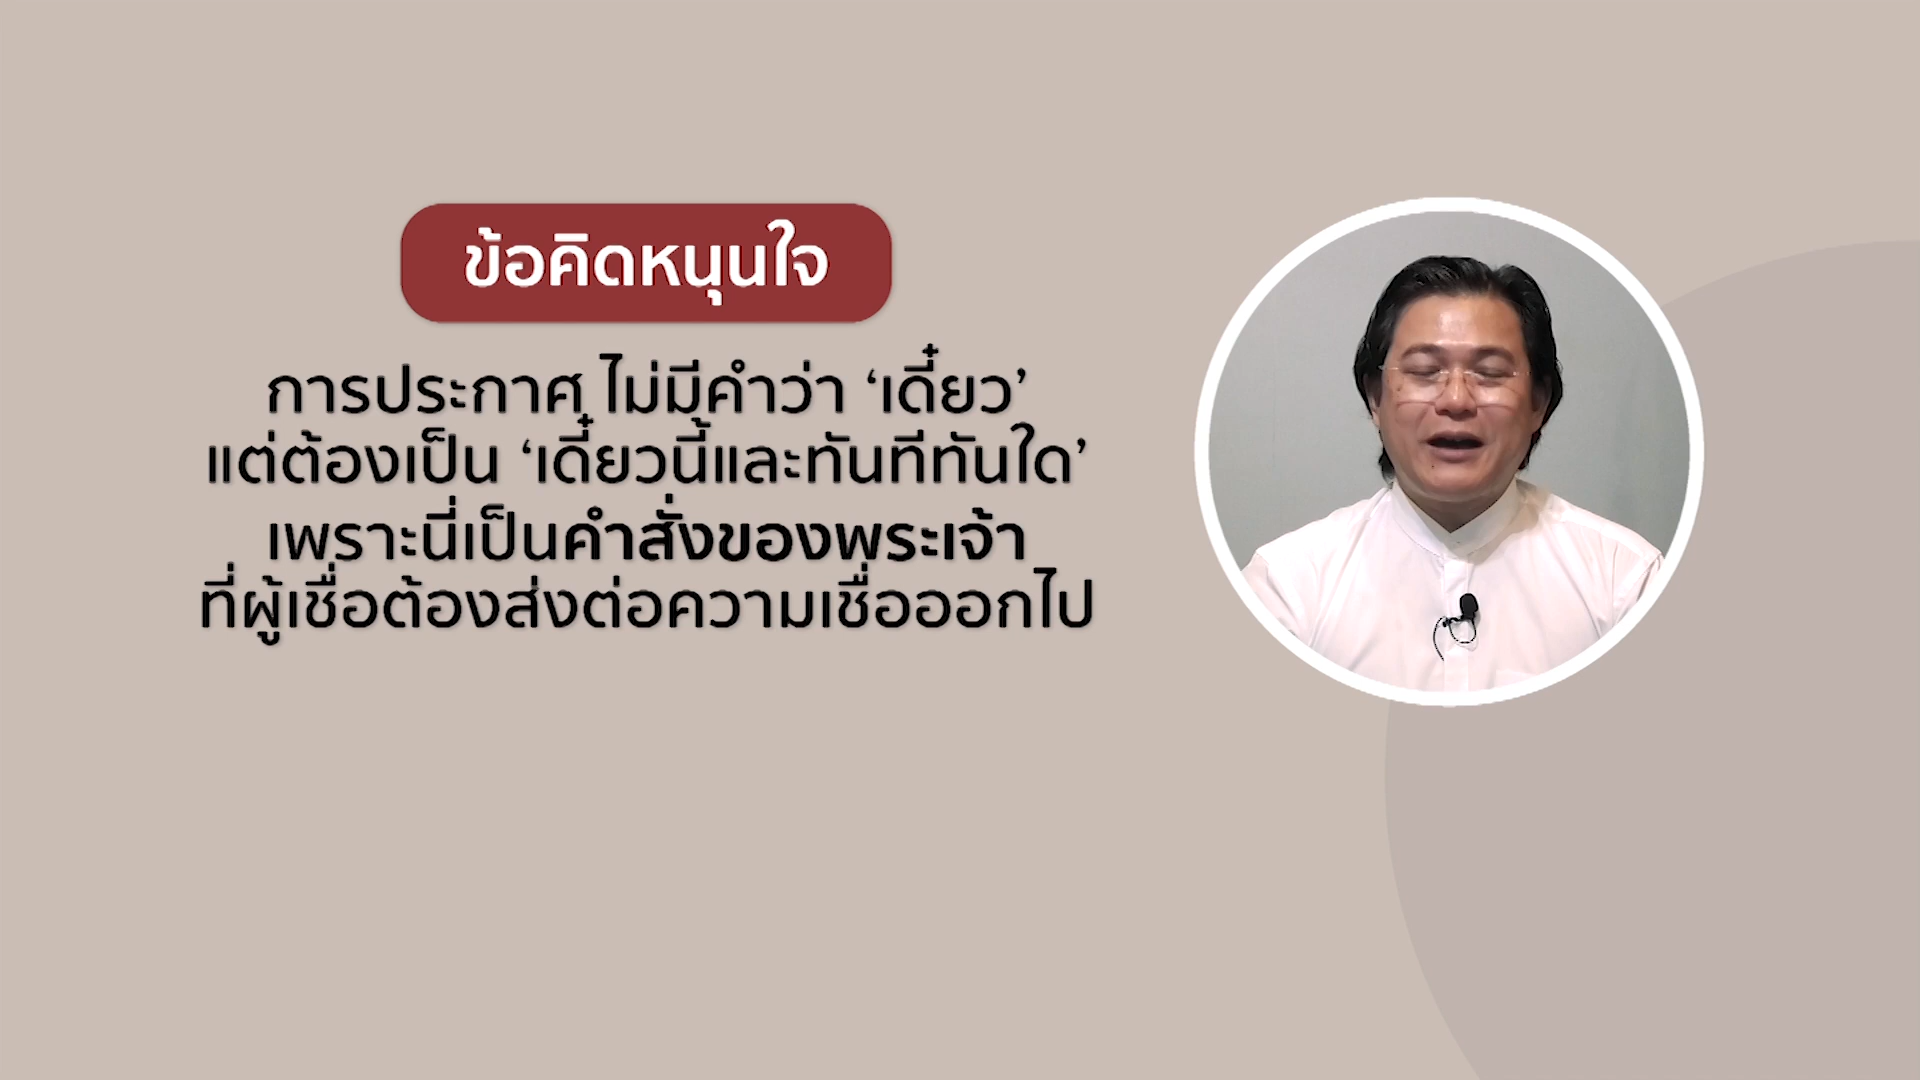 ข้อคิดหนุนใจ
การประกาศ ไม่มีคำว่า ‘เดี๋ยว’
แต่ต้องเป็น ‘เดี๋ยวนี้และทันทีทันใด’
เพราะนี่เป็นคำสั่งของพระเจ้า
ที่ผู้เชื่อต้องส่งต่อความเชื่อออกไป